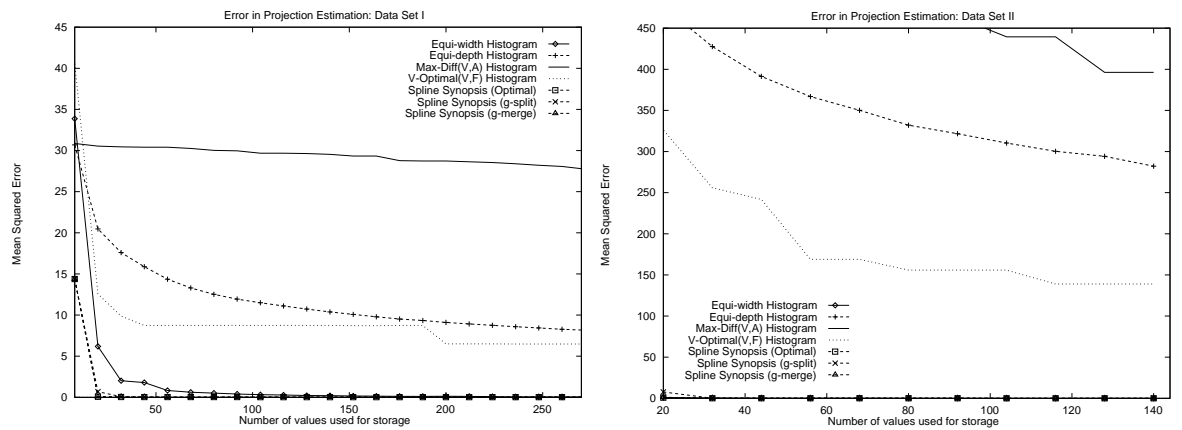 Error in Projection Estimation: Data Set I
Mean Squared Error
45
40
35
30
25
20
15
10
5
0
Equi-width Histogram
Equi-depth Histogram
Max-Diff(V,A) Histogram
V-Optimal(V,F) Histogram
Spline Synopsis (Optimal)
Spline Synopsis (g-split)
Spline Synopsis (g-merge)
50 100 150 200 250
Number of values used for storage
Error in Projection Estimation: Data Set II
Mean Squared Error
450
400
350
300
250
200
150
100
50
0
Equi-width Histogram
Equi-depth Histogram
Max-Diff(V,A) Histogram
V-Optimal(V,F) Histogram
Spline Synopsis (Optimal)
Spline Synopsis (g-split)
Spline Synopsis (g-merge)
20 40 60 80 100 120 140
Number of values used for storage